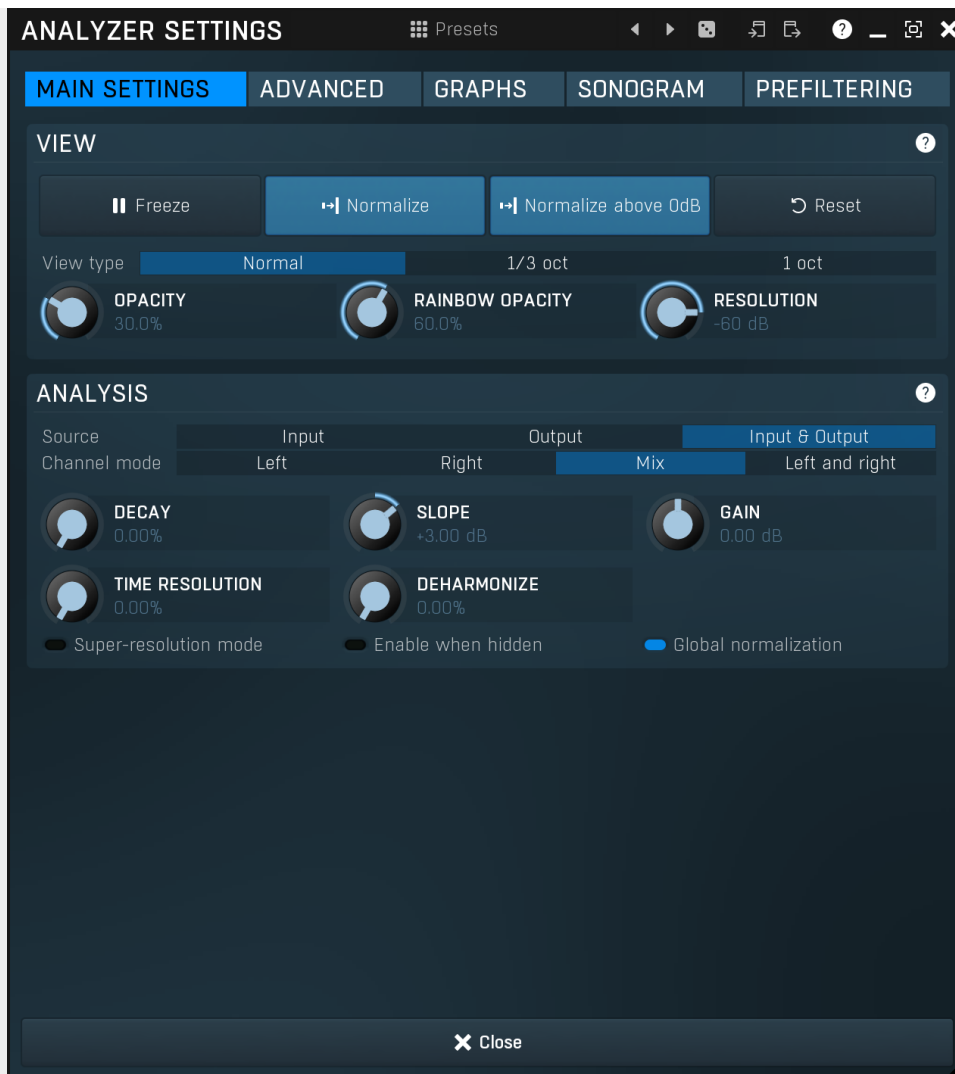 ANALYZER SETTINGS Presets ?
MAIN SETTINGS ADVANCED GRAPHS SONOGRAM PREFILTERING
VIEW ?
Freeze Normalize Normalize above 0dB Reset
View type Normal 1/3 oct 1 oct
OPACITY RAINBOW OPACITY RESOLUTION
30.0% 60.0% -60 dB
ANALYSIS ?
Source Input Output Input & Output
Channel mode Left Right Mix Left and right
DECAY SLOPE GAIN
0.00% +3.00 dB 0.00 dB
TIME RESOLUTION DEHARMONIZE
0.00% 0.00%
Super-resolution mode Enable when hidden Global normalization
Close